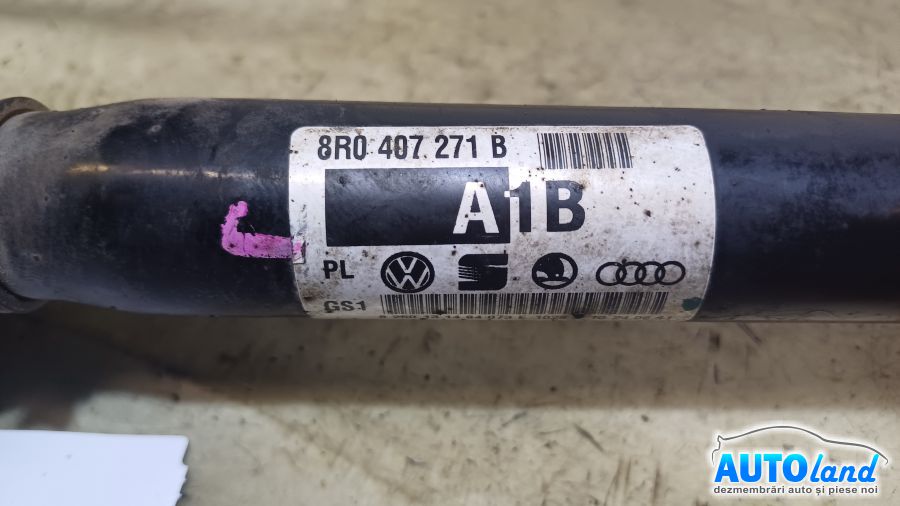 8R0 407 271 B
A1B
PL
GS1
AUTOland
dezmembrări auto și piese noi